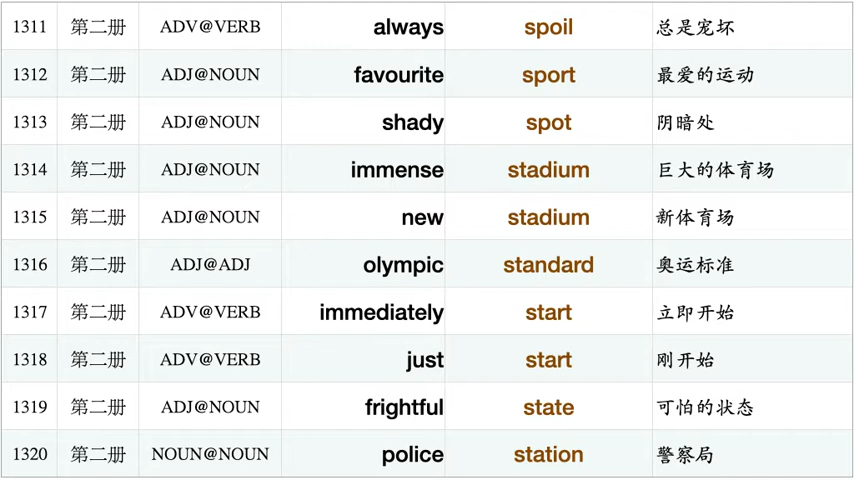 1311 第二册 ADV@VERB always spoil 总是宠坏
1312 第二册 ADJ@NOUN favourite sport 最爱的运动
1313 第二册 ADJ@NOUN shady spot 阴暗处
1314 第二册 ADJ@NOUN immense stadium 巨大的体育场
1315 第二册 ADJ@NOUN new stadium 新体育场
1316 第二册 ADJ@ADJ olympic standard 奥运标准
1317 第二册 ADV@VERB immediately start 立即开始
1318 第二册 ADV@VERB just start 刚开始
1319 第二册 ADJ@NOUN frightful state 可怕的状态
1320 第二册 NOUN@NOUN police station 警察局